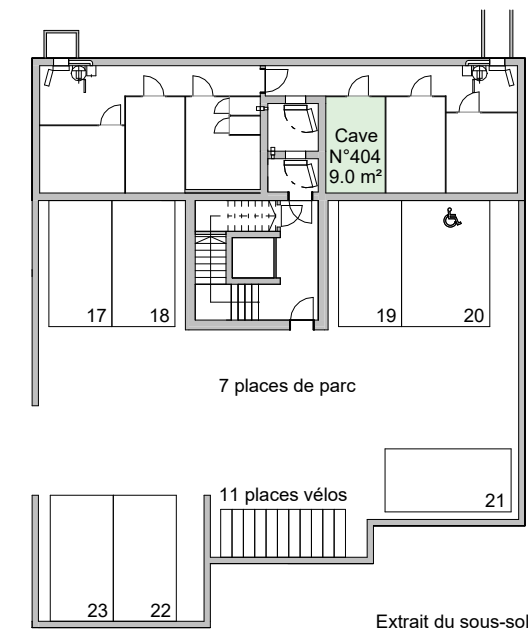 Cave
N°404
9.0 m²
17
18
19
20
7 places de parc
11 places vélos
21
23
22
Extrait du sous-sol